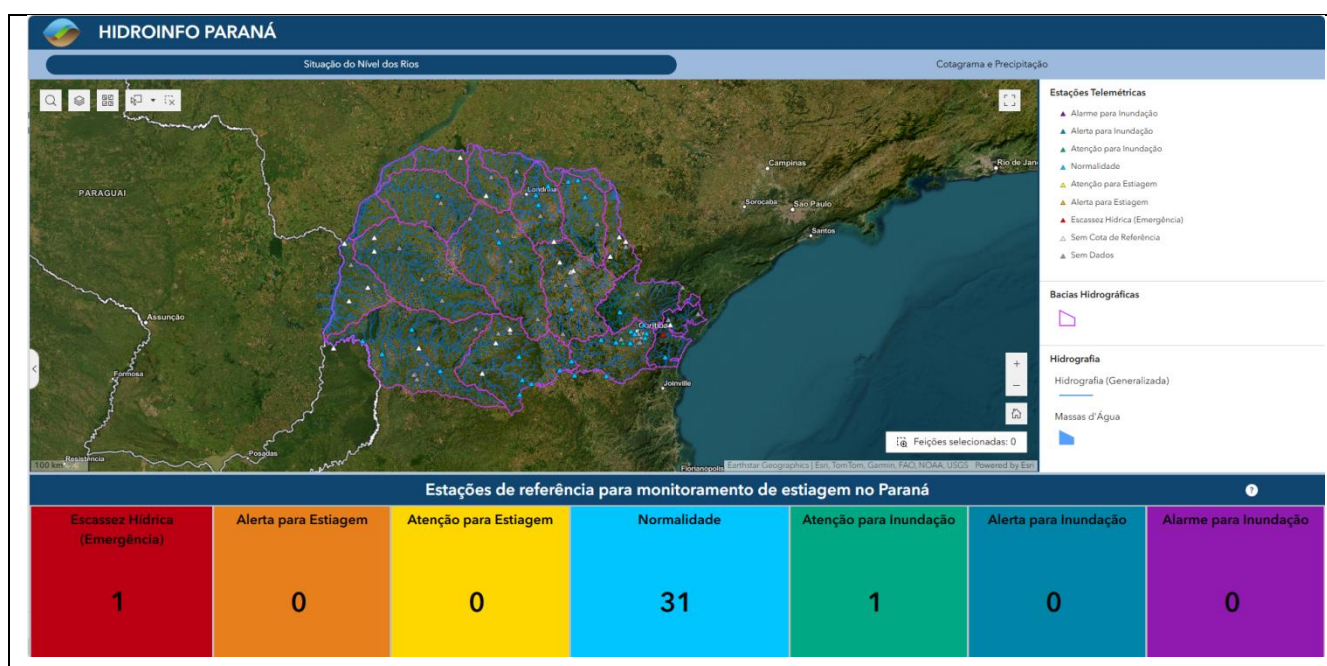 HIDROINFO PARANÁ
Situação do Nível dos Rios
Cotagrama e Precipitação
PARAGUAI
Assunção
Formosa
Resistência
Posadas
Londrina
Curitiba
Joinville
Florianopolis
Campinas
Sorocaba
São Paulo
Santos
Rio de Jan
100 km
Feições selecionadas: 0
Earthstar Geographics | Esri, TomTom, Garmin, FAO, NOAA, USGS Powered by Esri
Estações Telemétricas
Alarme para Inundação
Alerta para Inundação
Atenção para Inundação
Normalidade
Atenção para Estiagem
Alerta para Estiagem
Escassez Hídrica (Emergência)
Sem Cota de Referência
Sem Dados
Bacias Hidrográficas
Hidrografia
Hidrografia (Generalizada)
Massas d'Água
Estações de referência para monitoramento de estiagem no Paraná
?
Escassez Hídrica
(Emergência)
1
Alerta para Estiagem
0
Atenção para Estiagem
0
Normalidade
31
Atenção para Inundação
1
Alerta para Inundação
0
Alarme para Inundação
0